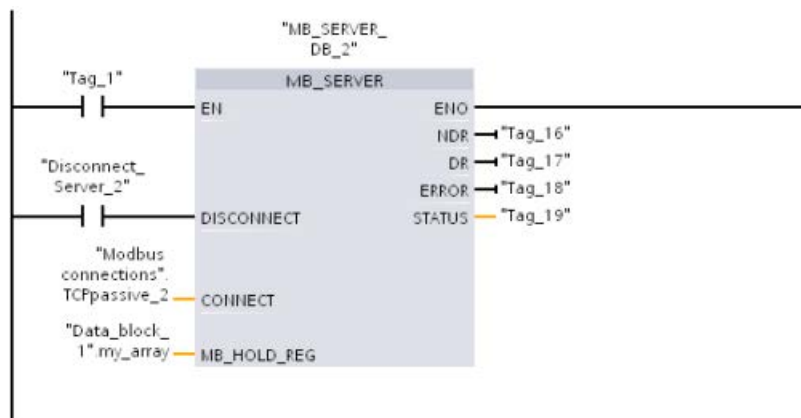 "MB_SERVER_
DB_2"
MB_SERVER
"Tag_1"
EN
ENO
NDR
"Tag_16"
DR
"Tag_17"
ERROR
"Tag_18"
"Disconnect_
Server_2"
DISCONNECT
STATUS
"Tag_19"
"Modbus
connections".
TCPpassive_2
CONNECT
"Data_block_
1".my_array
MB_HOLD_REG